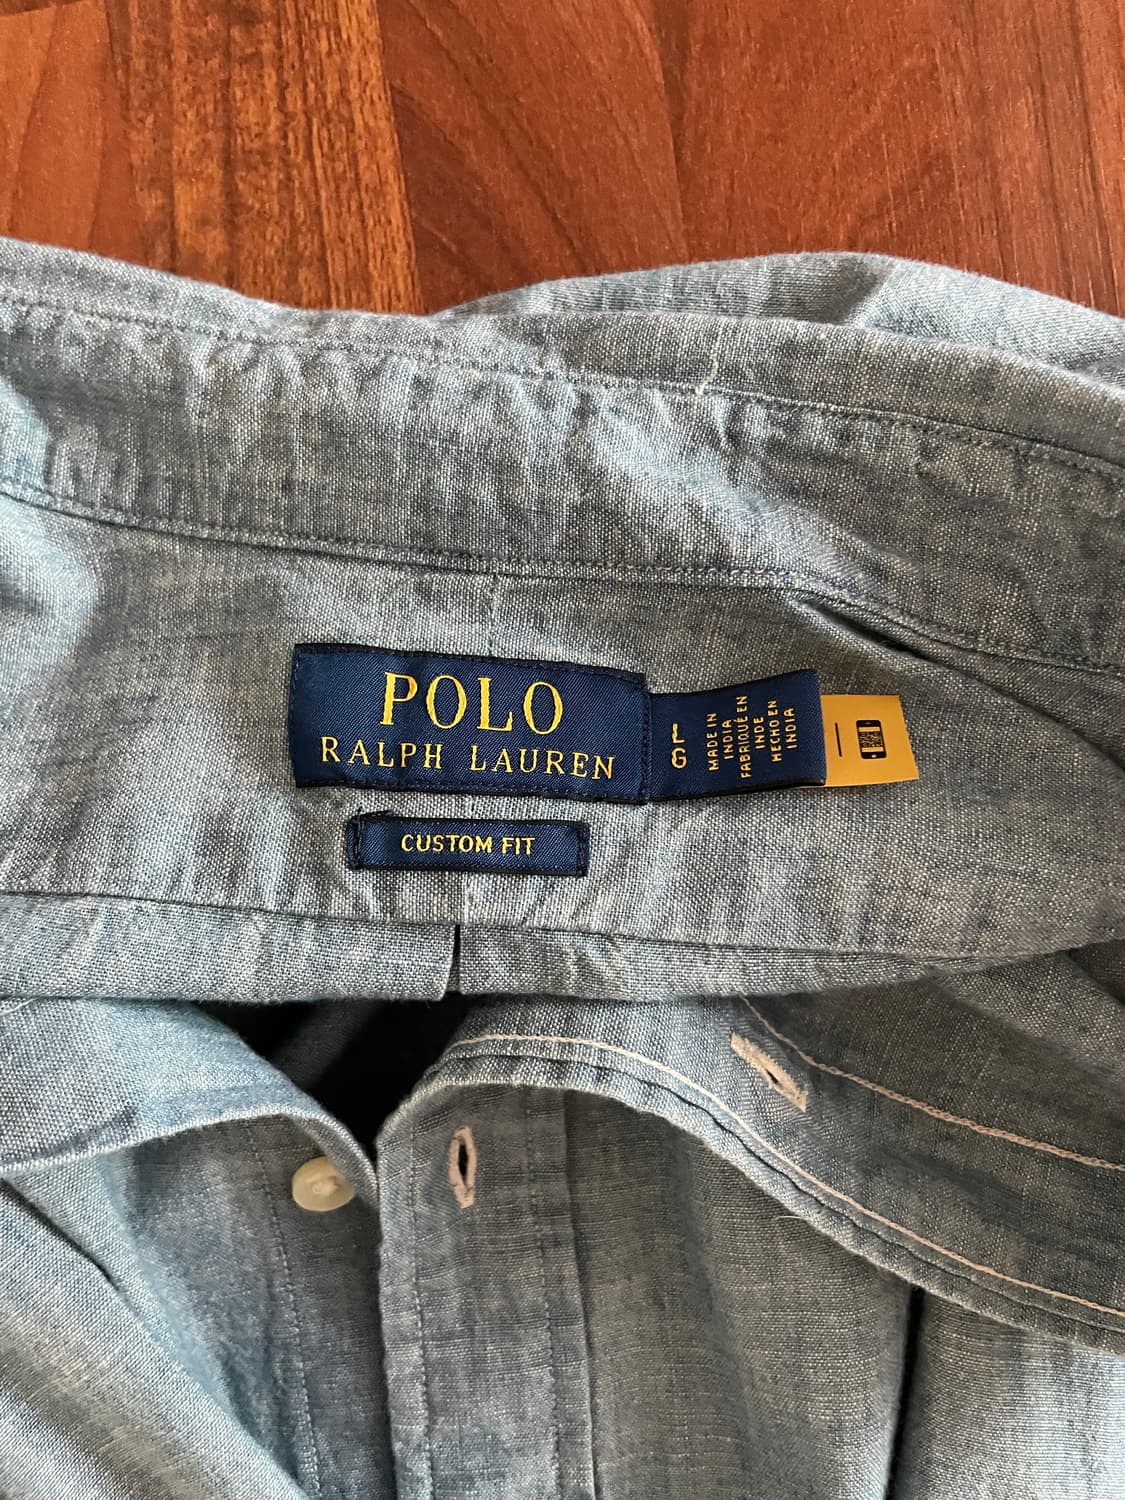 POLO
RALPH LAUREN
L
G
MADE IN
INDIA
FABRIQUÉ EN
INDE
HECHO EN
INDIA
CUSTOM FIT